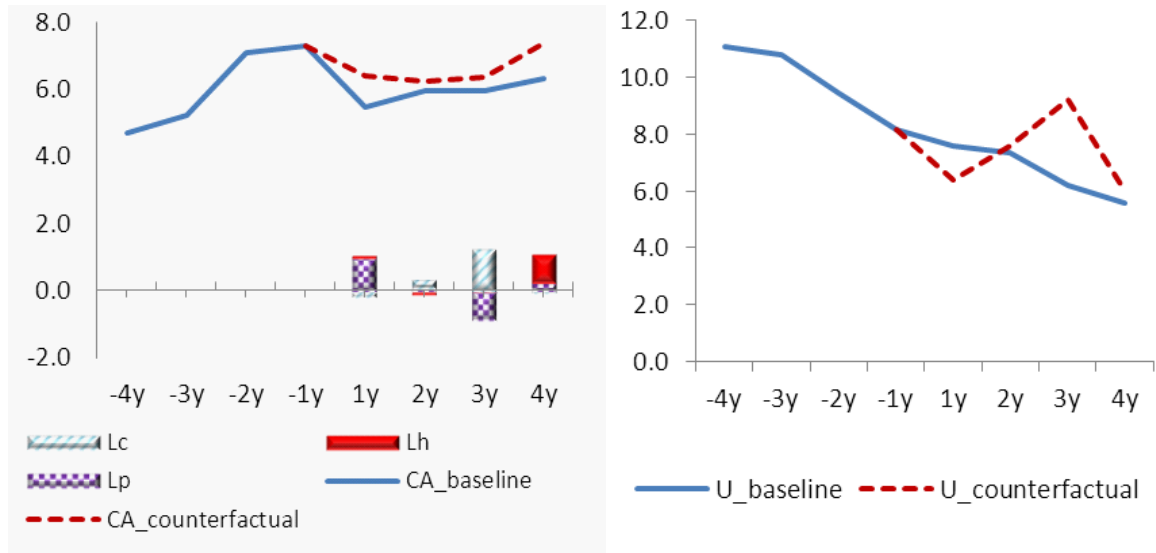 8.0
6.0
4.0
2.0
0.0
-2.0
-4y -3y -2y -1y 1y 2y 3y 4y
Lc Lh
Lp CA_baseline
CA_counterfactual
12.0
10.0
8.0
6.0
4.0
2.0
0.0
-4y -3y -2y -1y 1y 2y 3y 4y
U_baseline U_counterfactual